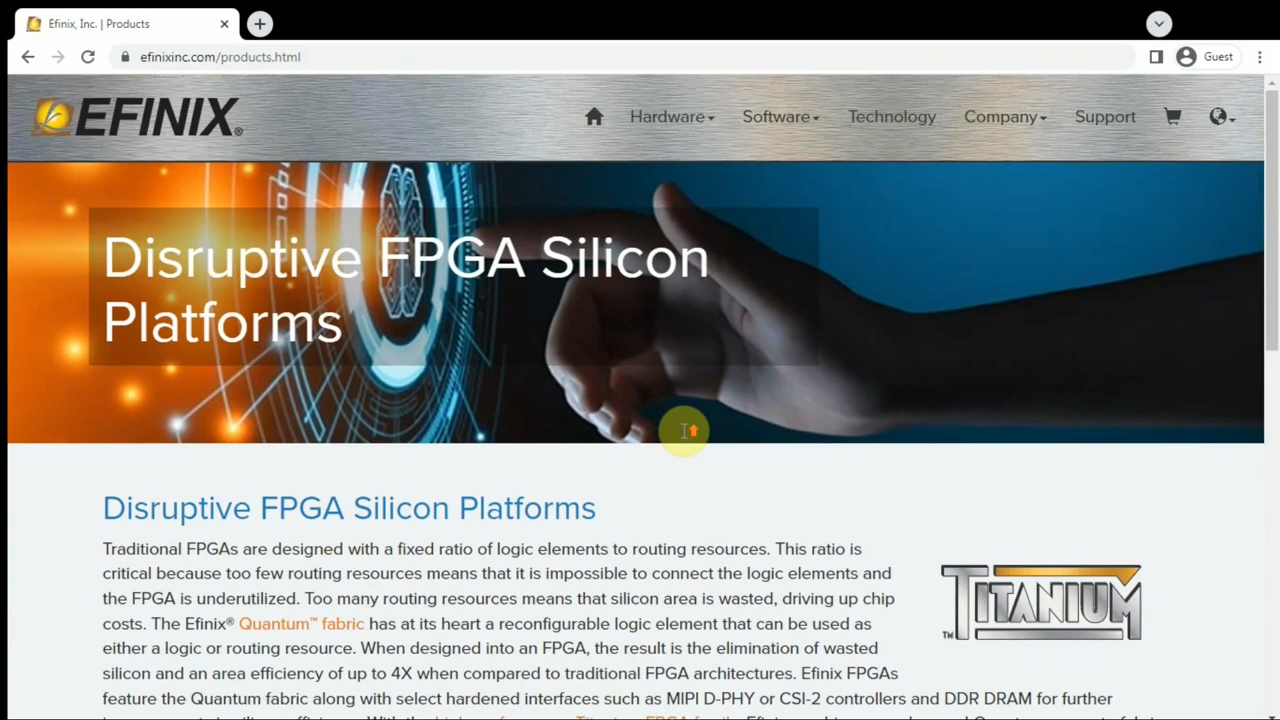 Efinix, Inc. | Products
efinixinc.com/products.html
Guest
EFINIX®
Hardware
Software
Technology
Company
Support
Disruptive FPGA Silicon
Platforms
Disruptive FPGA Silicon Platforms
Traditional FPGAs are designed with a fixed ratio of logic elements to routing resources. This ratio is
critical because too few routing resources means that it is impossible to connect the logic elements and
the FPGA is underutilized. Too many routing resources means that silicon area is wasted, driving up chip
costs. The Efinix® Quantum™ fabric has at its heart a reconfigurable logic element that can be used as
either a logic or routing resource. When designed into an FPGA, the result is the elimination of wasted
silicon and an area efficiency of up to 4X when compared to traditional FPGA architectures. Efinix FPGAs
feature the Quantum fabric along with select hardened interfaces such as MIPI D-PHY or CSI-2 controllers and DDR DRAM for further
TITANIUM™